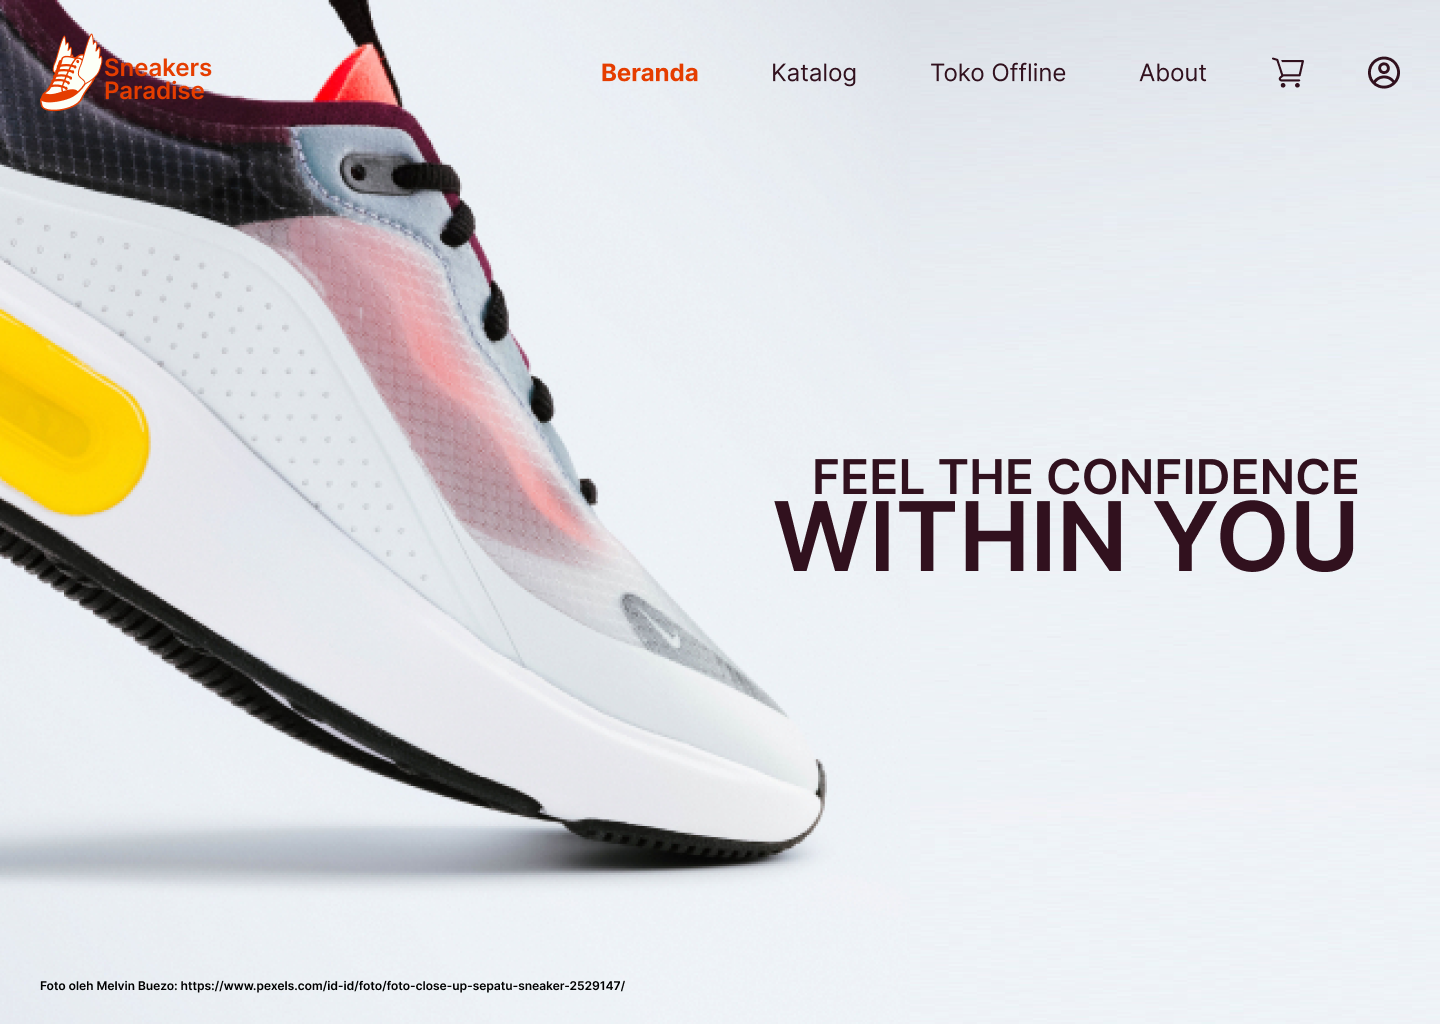 Sneakers
Paradise
Beranda
Katalog
Toko Offline
About
FEEL THE CONFIDENCE
WITHIN YOU
Foto oleh Melvin Buezo: https://www.pexels.com/id-id/foto/foto-close-up-sepatu-sneaker-2529147/